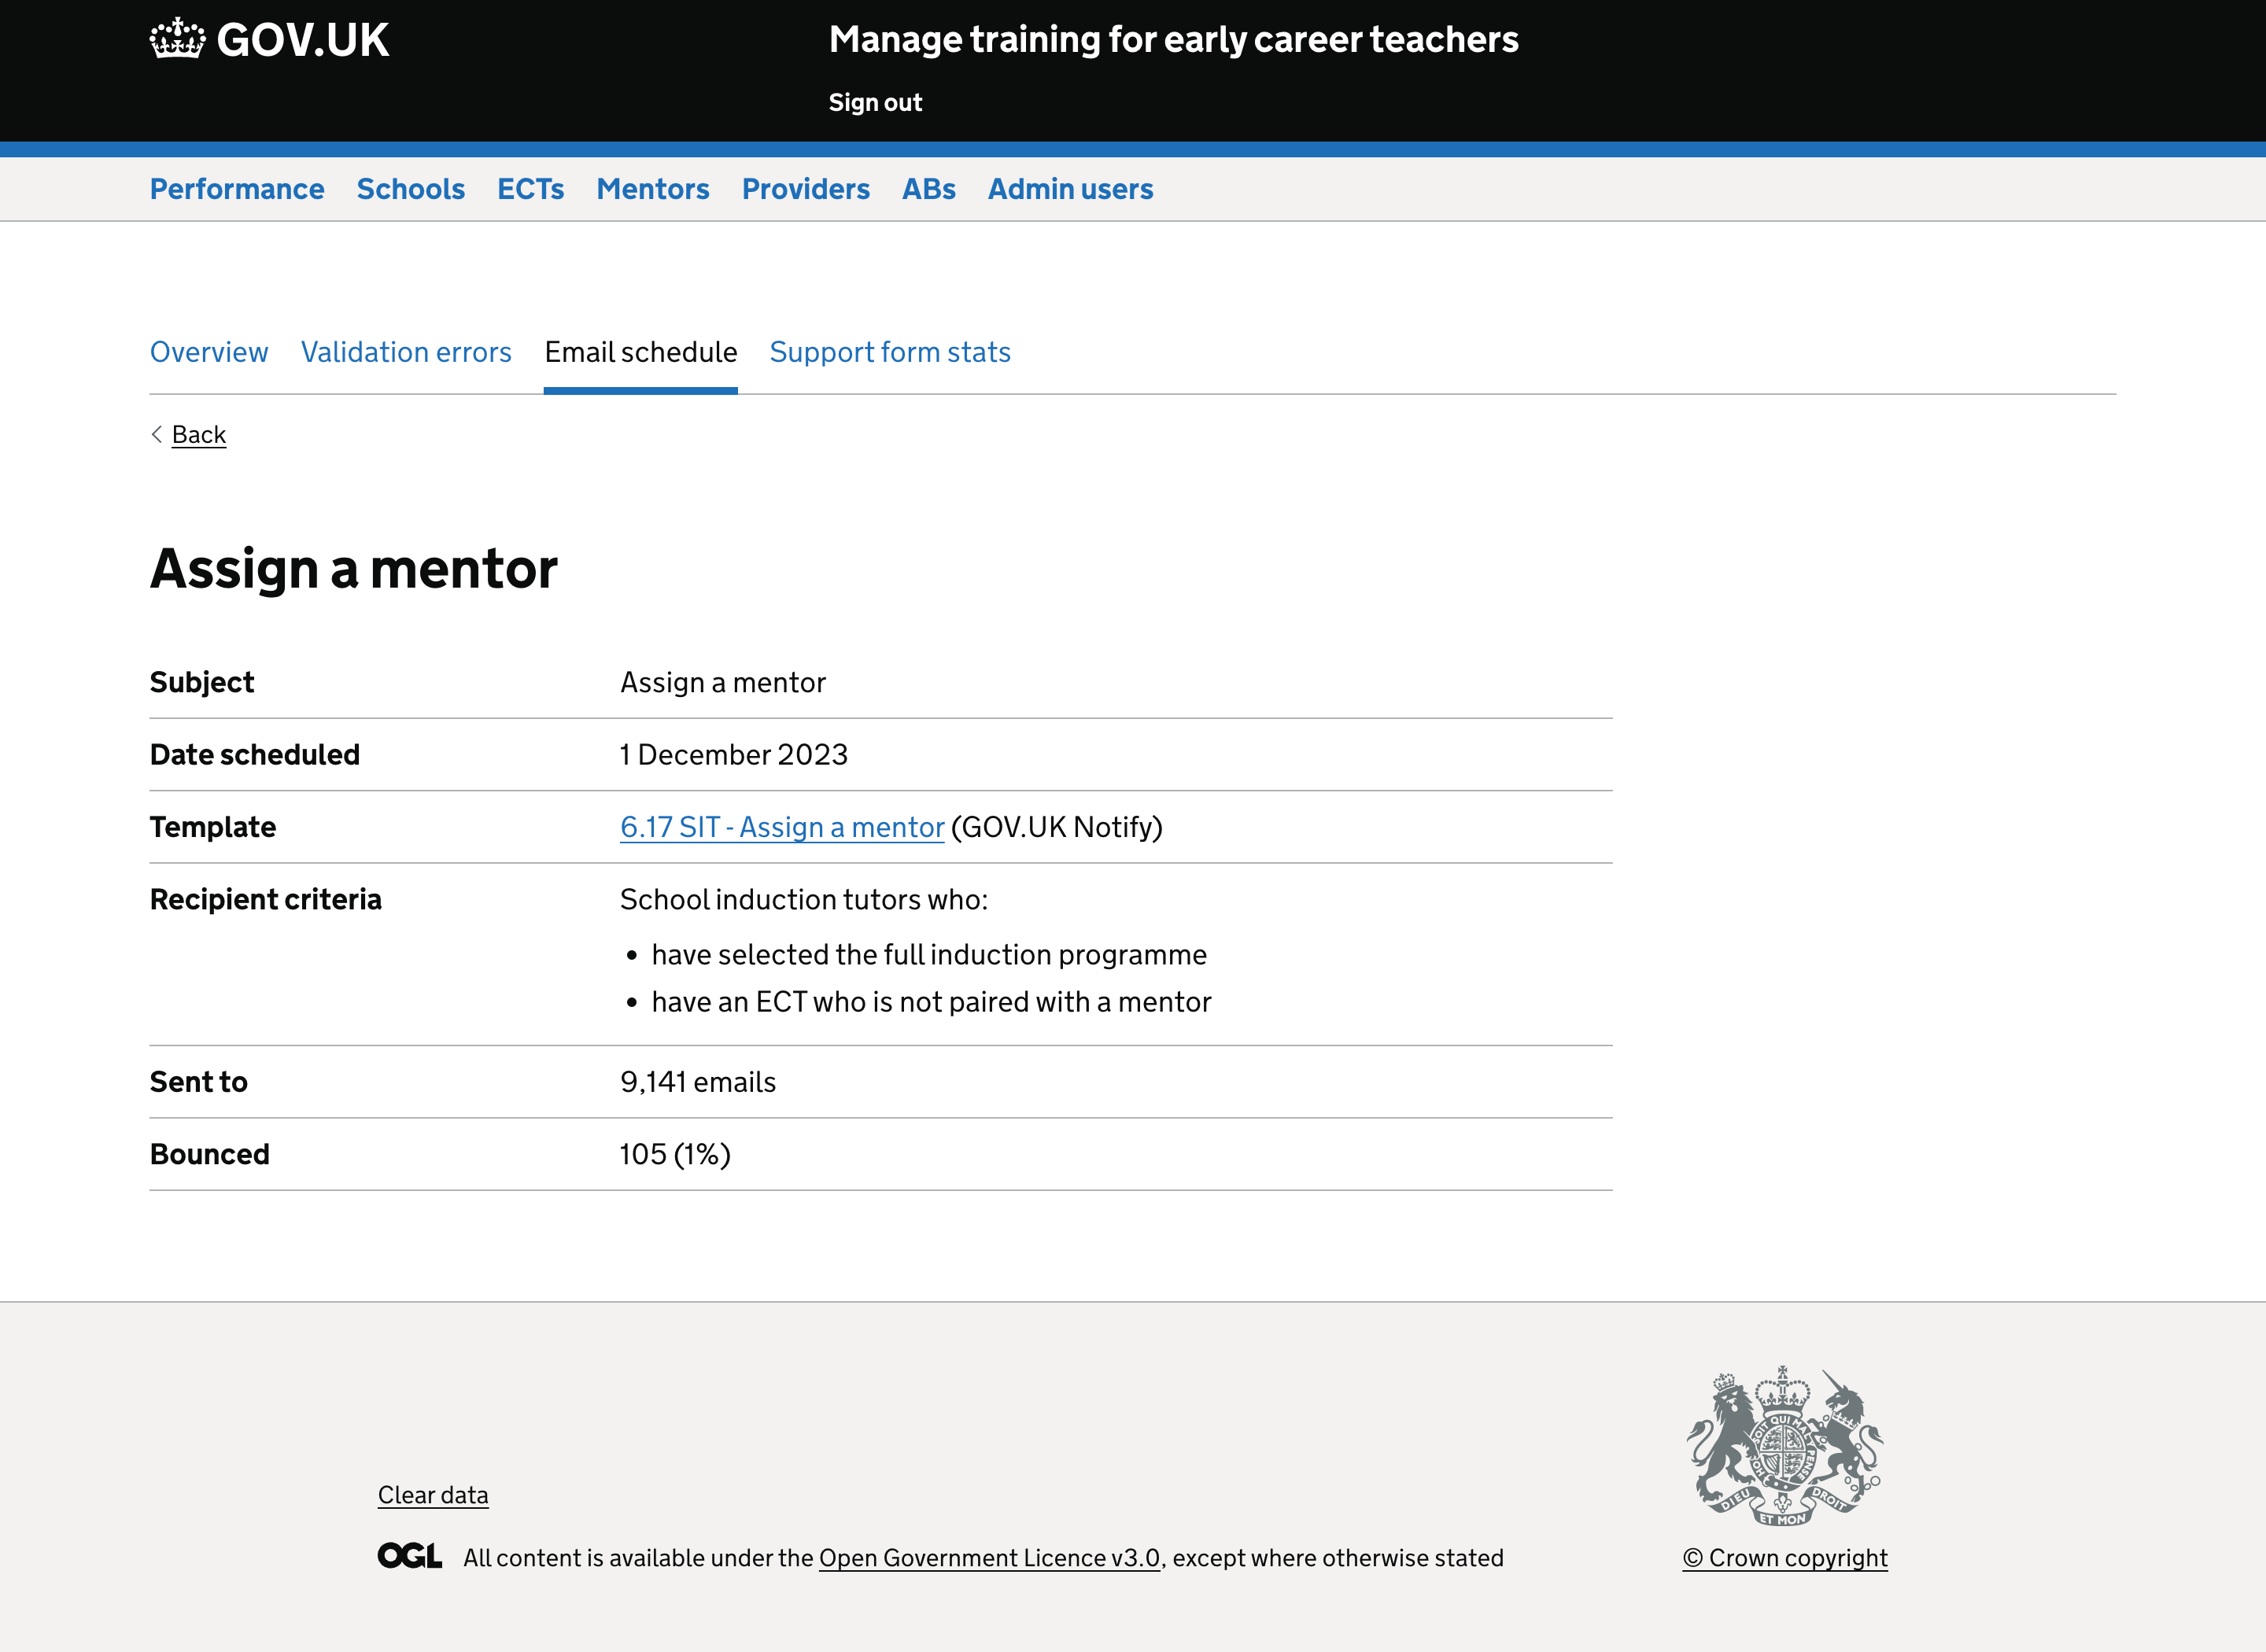 GOV.UK
Manage training for early career teachers
Sign out
Performance Schools ECTs Mentors Providers ABs Admin users
Overview Validation errors Email schedule Support form stats
Back
Assign a mentor
Subject Assign a mentor
Date scheduled 1 December 2023
Template 6.17 SIT - Assign a mentor (GOV.UK Notify)
Recipient criteria School induction tutors who:
• have selected the full induction programme
• have an ECT who is not paired with a mentor
Sent to 9,141 emails
Bounced 105 (1%)
DIEU ET MON DROIT
Clear data
OGL All content is available under the Open Government Licence v3.0, except where otherwise stated
© Crown copyright